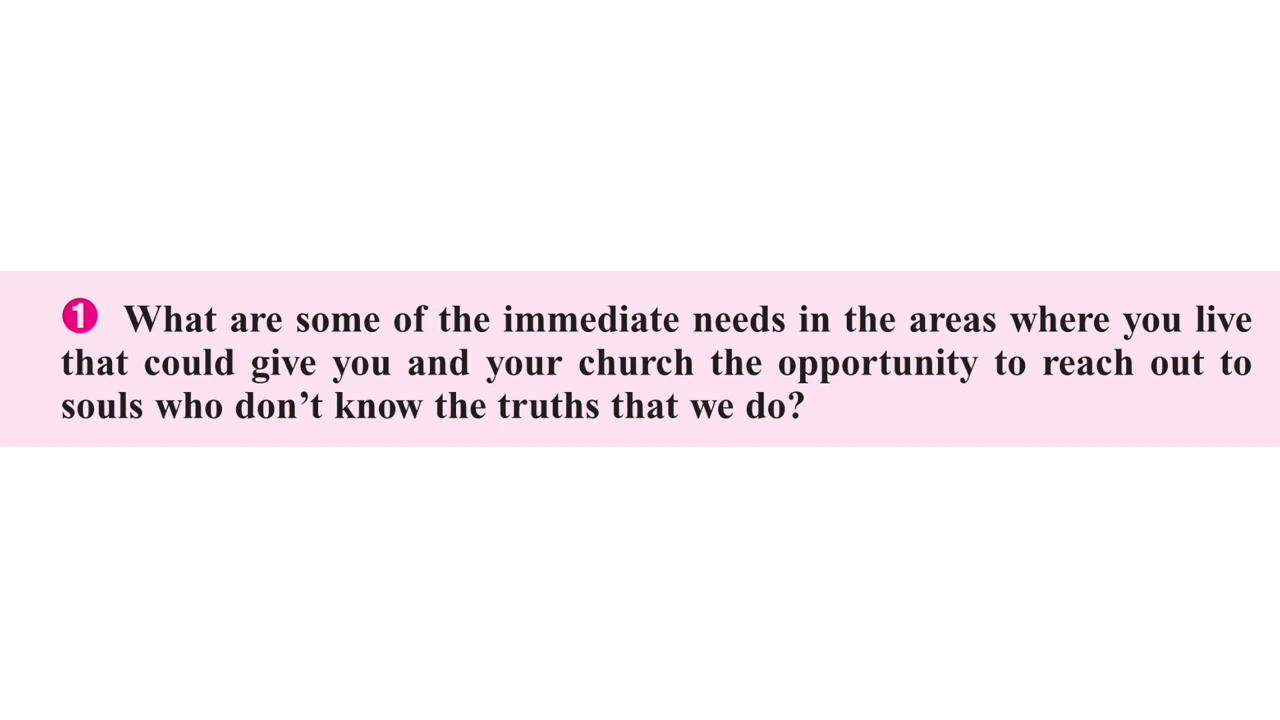 1 What are some of the immediate needs in the areas where you live
that could give you and your church the opportunity to reach out to
souls who don’t know the truths that we do?